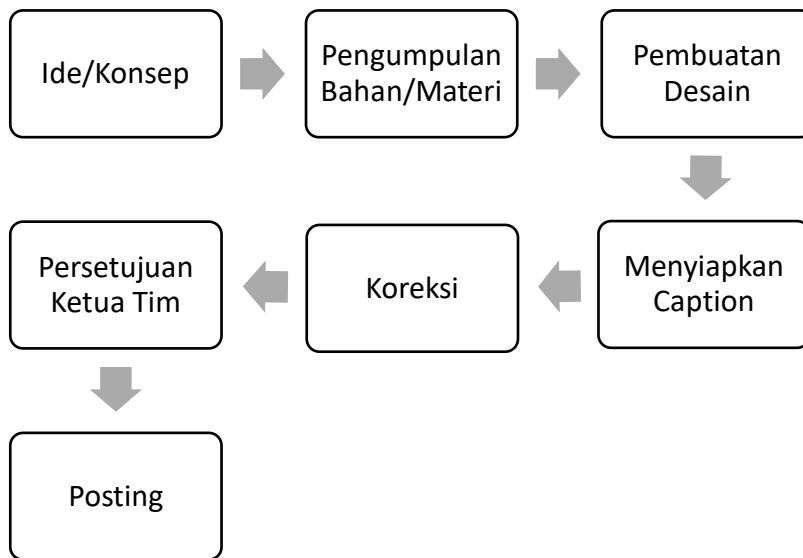 Ide/Konsep
Pengumpulan
Bahan/Materi
Pembuatan
Desain
Menyiapkan
Caption
Koreksi
Persetujuan
Ketua Tim
Posting